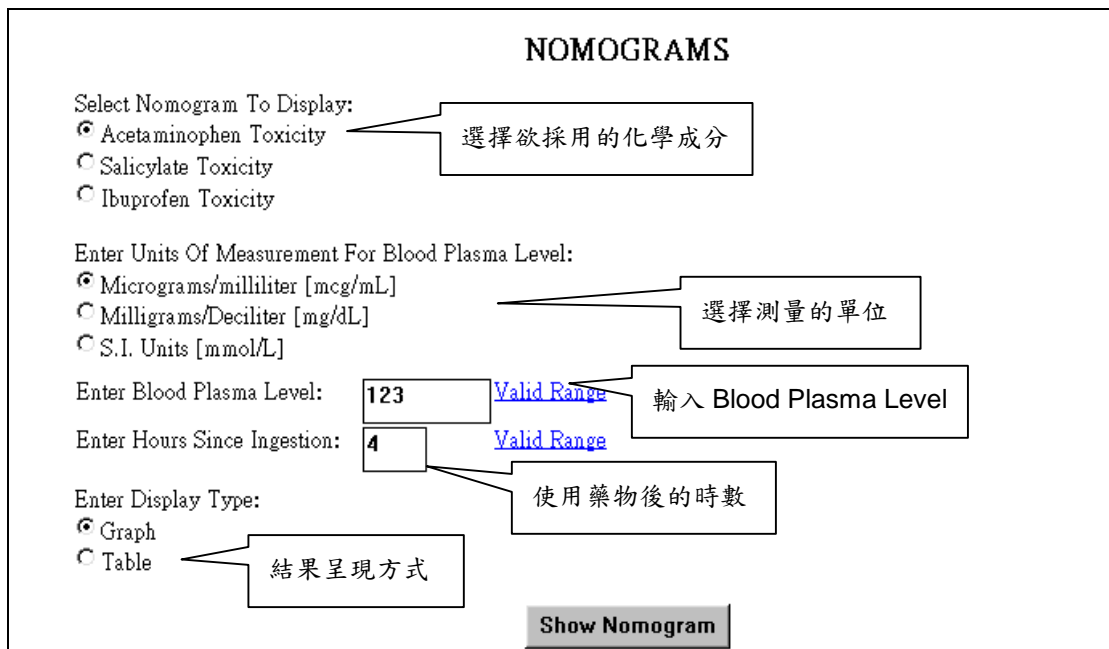 NOMOGRAMS
Select Nomogram To Display:
Acetaminophen Toxicity
選擇欲採用的化學成分
Salicylate Toxicity
Ibuprofen Toxicity
Enter Units Of Measurement For Blood Plasma Level:
Micrograms/milliliter [mcg/mL]
Milligrams/Deciliter [mg/dL]
選擇測量的單位
S.I. Units [mmol/L]
Enter Blood Plasma Level: 123 Valid Range
輸入 Blood Plasma Level
Enter Hours Since Ingestion: 4 Valid Range
使用藥物後的時數
Enter Display Type:
Graph
Table
結果呈現方式
Show Nomogram